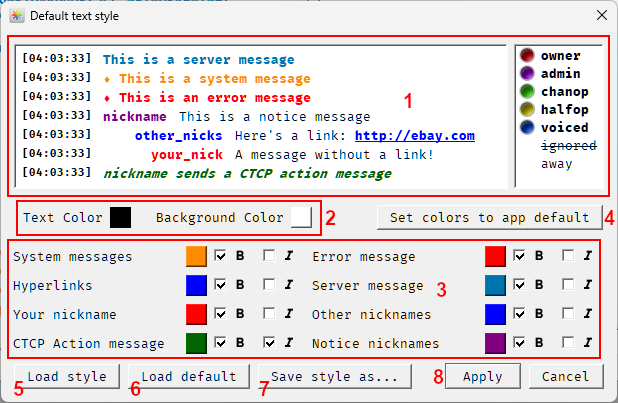 Default text style
[04:03:33] This is a server message
[04:03:33] ♦ This is a system message
[04:03:33] ♦ This is an error message
[04:03:33] nickname This is a notice message
[04:03:33] other_nicks Here's a link: http://ebay.com
[04:03:33] your_nick A message without a link!
[04:03:33] nickname sends a CTCP action message
1
owner
admin
chanop
halfop
voiced
ignored
away
Text Color Background Color 2
Set colors to app default 4
System messages B I Error message B I
Hyperlinks B I Server message 3 B I
Your nickname B I Other nicknames B I
CTCP Action message B I Notice nicknames B I
Load style Load default Save style as... 8 Apply Cancel
5 6 7